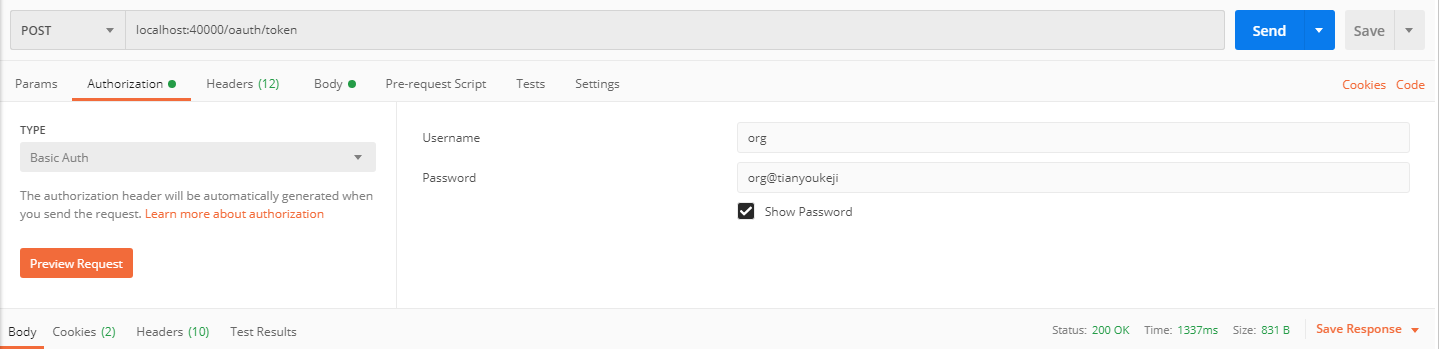 POST localhost:40000/oauth/token Send Save
Params Authorization Headers (12) Body Pre-request Script Tests Settings Cookies Code
TYPE
Basic Auth
The authorization header will be automatically generated when
you send the request. Learn more about authorization
Preview Request
Username org
Password org@tianyoukeji
Show Password
Body Cookies (2) Headers (10) Test Results Status: 200 OK Time: 1337ms Size: 831 B Save Response